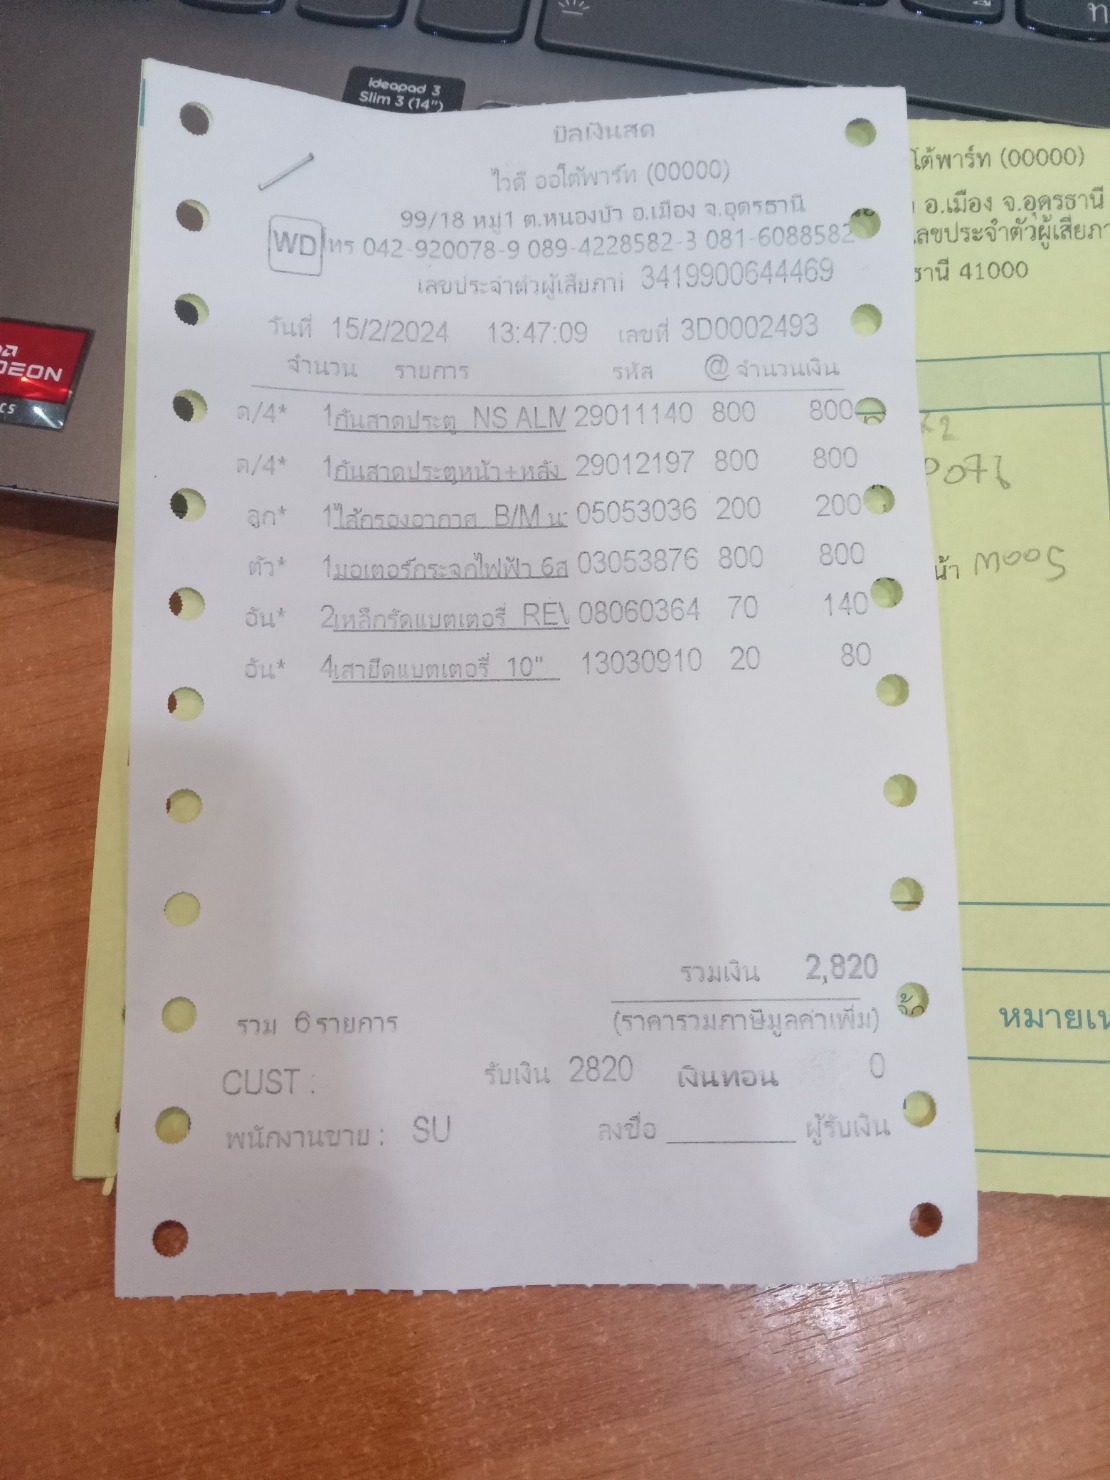 ideapad 3
Slim 3 (14")
บิลเงินสด
ไวดี ออโต้พาร์ท (00000)
99/18 หมู่1 ต.หนองบัว อ.เมือง จ.อุดรธานี
WD โทร 042-920078-9 089-4228582-3 081-6088582
เลขประจำตัวผู้เสียภาษี 3419900644469
วันที่ 15/2/2024 13:47:09 เลขที่ 3D0002493
จำนวน รายการ รหัส @ จำนวนเงิน
ด/4* 1 กันสาดประตู NS ALM 29011140 800 800
ด/4* 1 กันสาดประตูหน้า+หลัง 29012197 800 800
ลูก* 1 ไส้กรองอากาศ B/M 05053036 200 200
ตัว* 1 มอเตอร์กระจกไฟฟ้า 6ส 03053876 800 800
อัน* 2 เหล็กรัดแบตเตอรี่ REV 08060364 70 140
อัน* 4 เสายึดแบตเตอรี่ 10" 13030910 20 80
รวมเงิน 2,820
รวม 6 รายการ (ราคารวมภาษีมูลค่าเพิ่ม)
CUST : รับเงิน 2820 เงินทอน 0
พนักงานขาย : SU ลงชื่อ ผู้รับเงิน
โต้พาร์ท (00000)
อ.เมือง จ.อุดรธานี
ลขประจำตัวผู้เสียภา
ธานี 41000
น้า
หมายเห
DEON